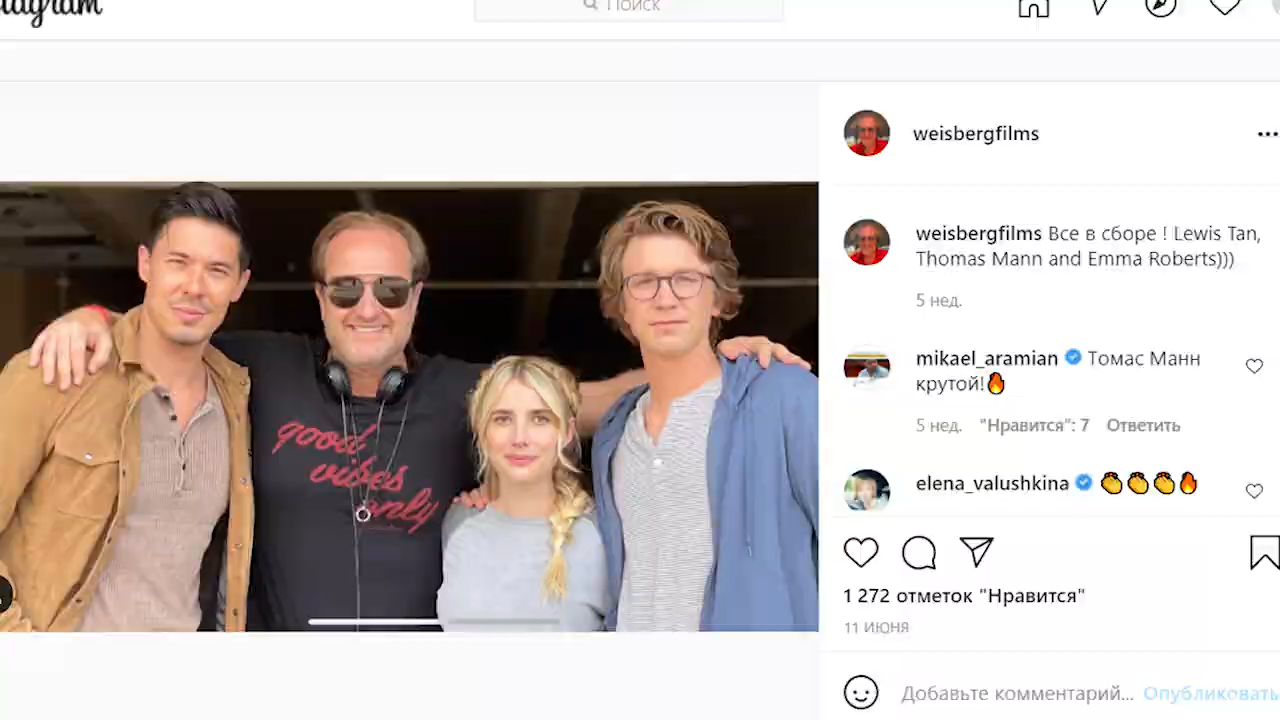 Поиск
weisbergfilms
weisbergfilms Все в сборе ! Lewis Tan,
Thomas Mann and Emma Roberts)))
5 нед.
mikael_aramian Томас Манн
крутой!🔥
5 нед. "Нравится": 7 Ответить
elena_valushkina 👏👏👏🔥
1 272 отметок "Нравится"
11 ИЮНЯ
Добавьте комментарий... Опубликовать
good
vibes
only